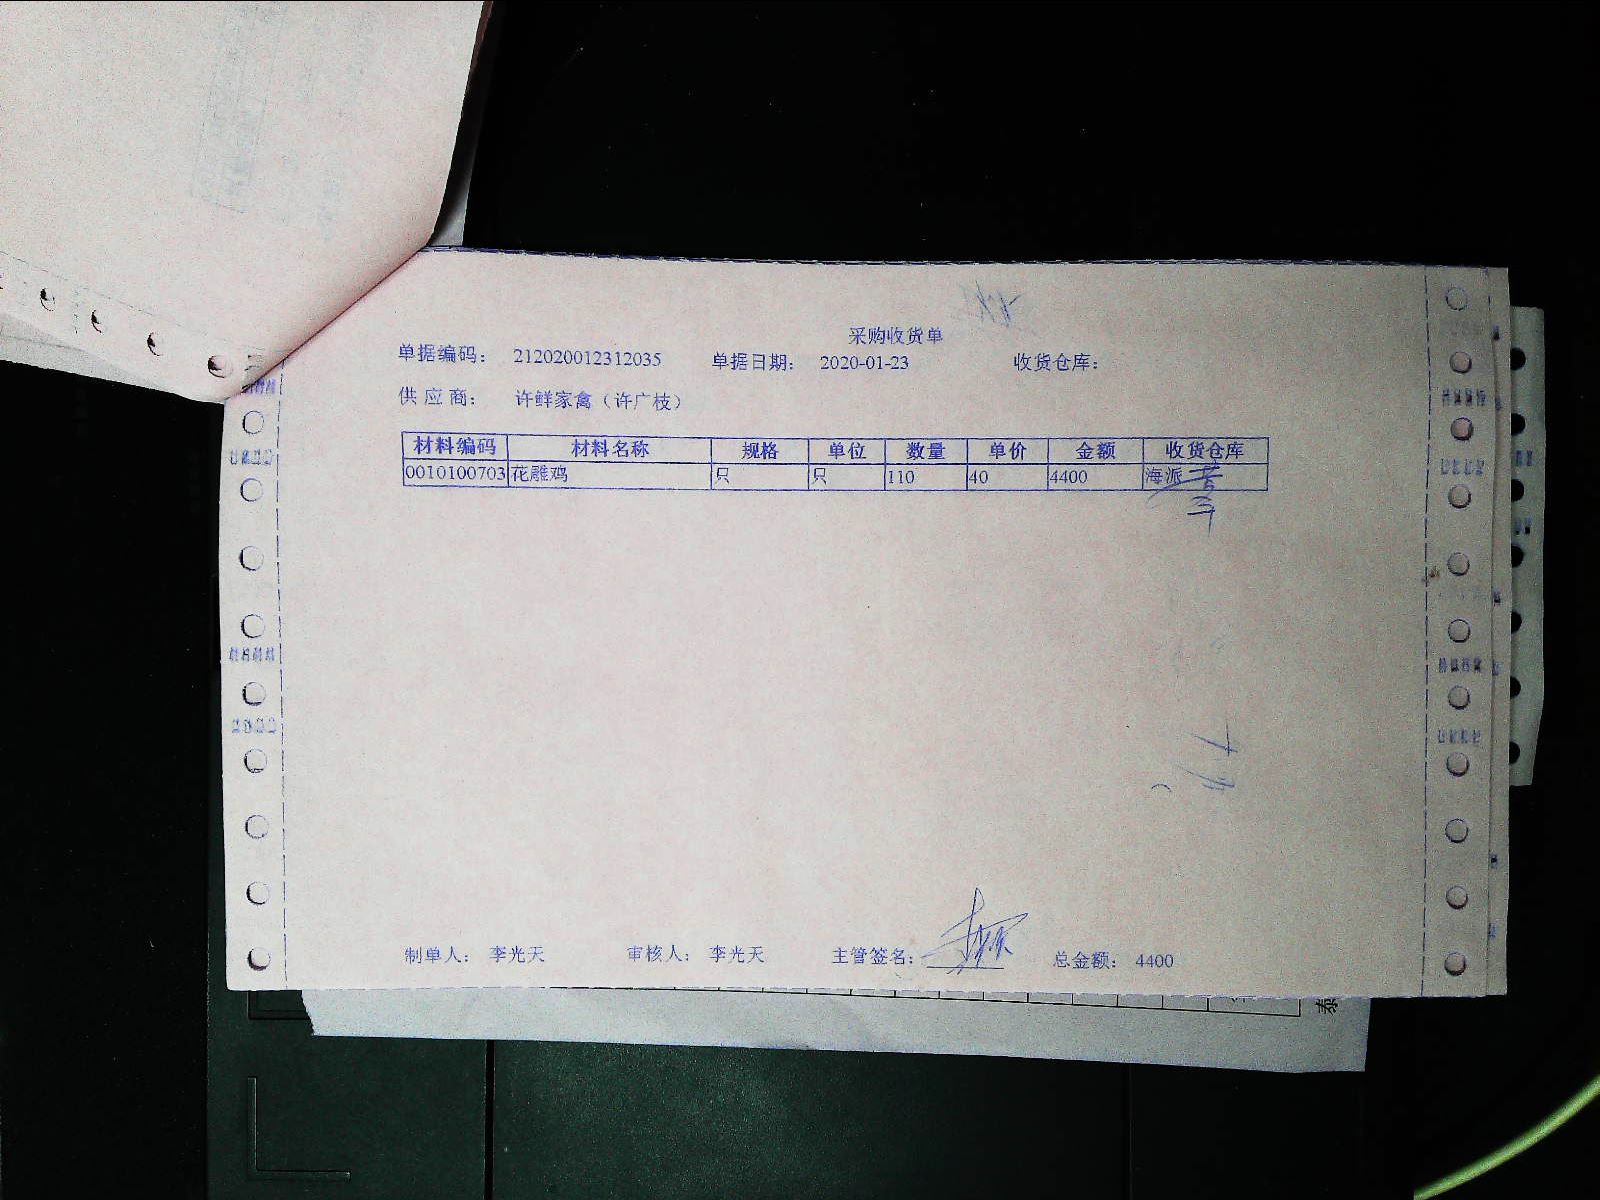 采购收货单
单据编码： 212020012312035 单据日期： 2020-01-23 收货仓库：
供 应 商： 许鲜家禽（许广枝）
材料编码 材料名称 规格 单位 数量 单价 金额 收货仓库
0010100703 花雕鸡 只 只 110 40 4400 海派
制单人： 李光天 审核人： 李光天 主管签名： 总金额： 4400